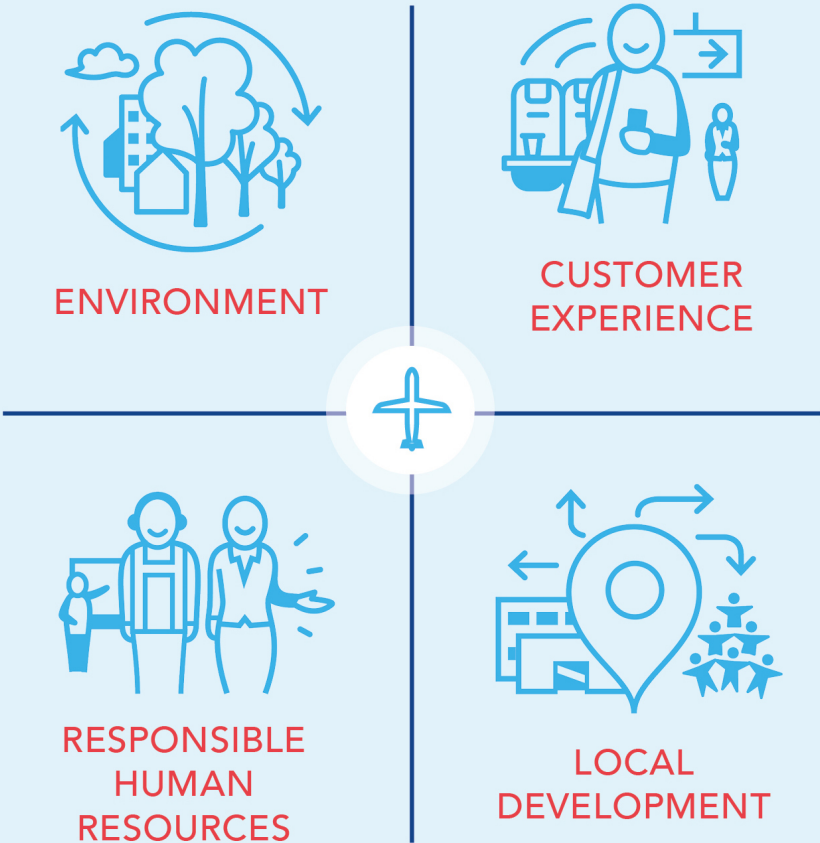 ENVIRONMENT
CUSTOMER
EXPERIENCE
RESPONSIBLE
HUMAN
RESOURCES
LOCAL
DEVELOPMENT